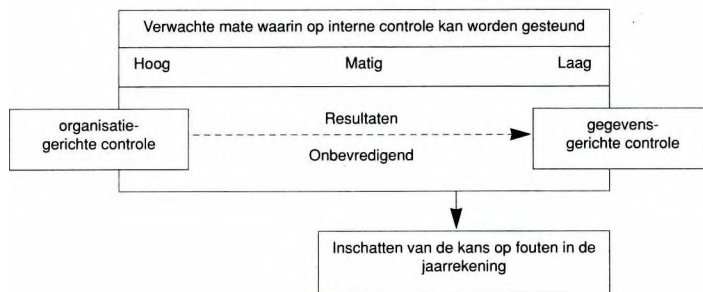 Verwachte mate waarin op interne controle kan worden gesteund
Hoog Matig Laag
organisatie-
gerichte controle
Resultaten
Onbevredigend
gegevens-
gerichte controle
Inschatten van de kans op fouten in de
jaarrekening